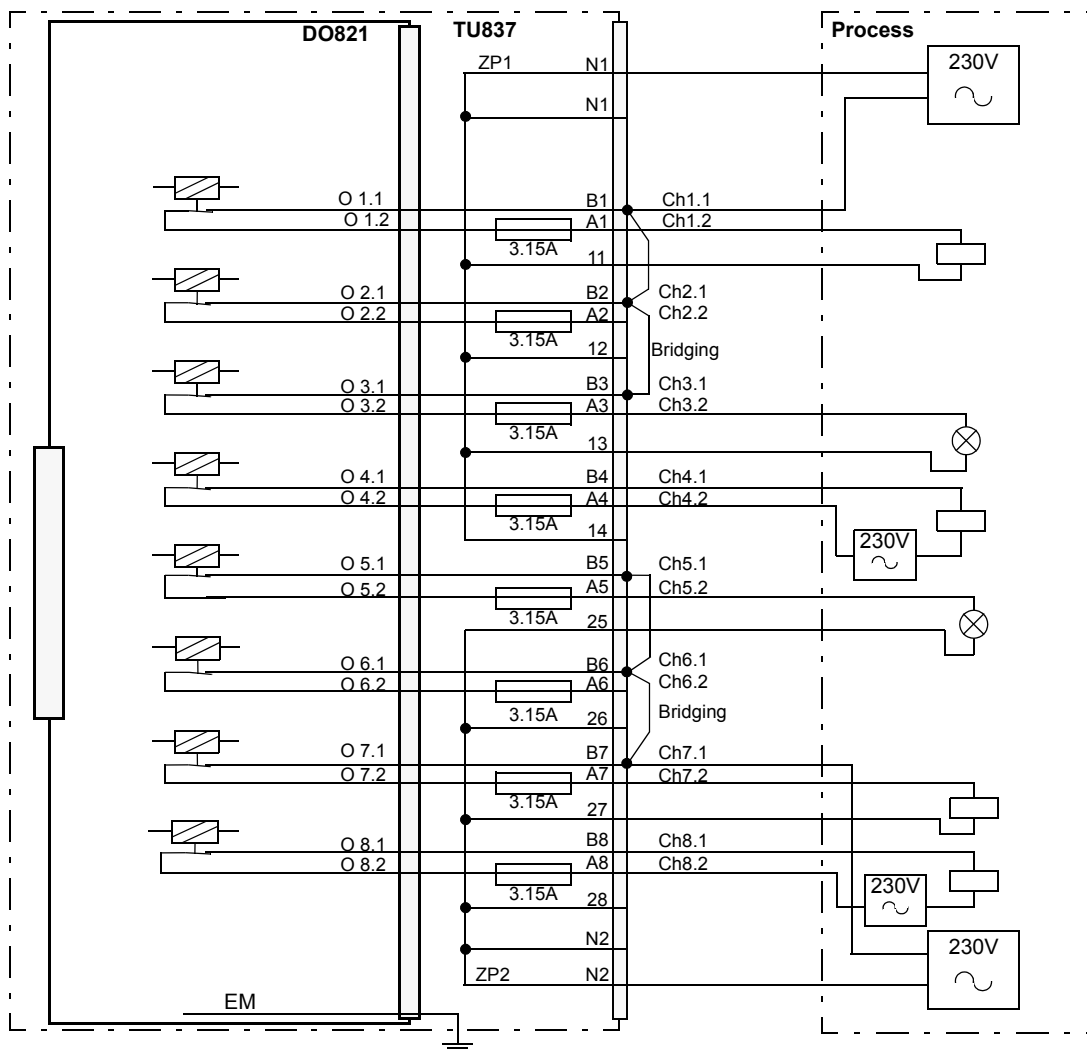 DO821 TU837 Process
ZP1 N1 230V
N1
O 1.1 B1 Ch1.1
O 1.2 A1 Ch1.2
3.15A 11
O 2.1 B2 Ch2.1
O 2.2 A2 Ch2.2
3.15A 12 Bridging
O 3.1 B3 Ch3.1
O 3.2 A3 Ch3.2
3.15A 13
O 4.1 B4 Ch4.1
O 4.2 A4 Ch4.2
3.15A 14 230V
O 5.1 B5 Ch5.1
O 5.2 A5 Ch5.2
3.15A 25
O 6.1 B6 Ch6.1
O 6.2 A6 Ch6.2
3.15A 26 Bridging
O 7.1 B7 Ch7.1
O 7.2 A7 Ch7.2
3.15A 27
O 8.1 B8 Ch8.1
O 8.2 A8 Ch8.2
3.15A 28 230V
N2 230V
ZP2 N2
EM